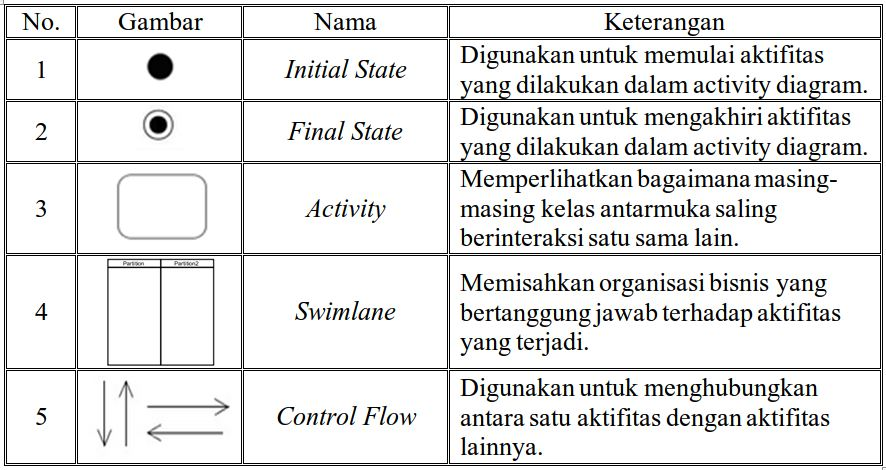 No. Gambar Nama Keterangan
1 Initial State Digunakan untuk memulai aktifitas
yang dilakukan dalam activity diagram.
2 Final State Digunakan untuk mengakhiri aktifitas
yang dilakukan dalam activity diagram.
3 Activity Memperlihatkan bagaimana masing-
masing kelas antarmuka saling
berinteraksi satu sama lain.
4 Partition Partition2 Swimlane Memisahkan organisasi bisnis yang
bertanggung jawab terhadap aktifitas
yang terjadi.
5 Control Flow Digunakan untuk menghubungkan
antara satu aktifitas dengan aktifitas
lainnya.